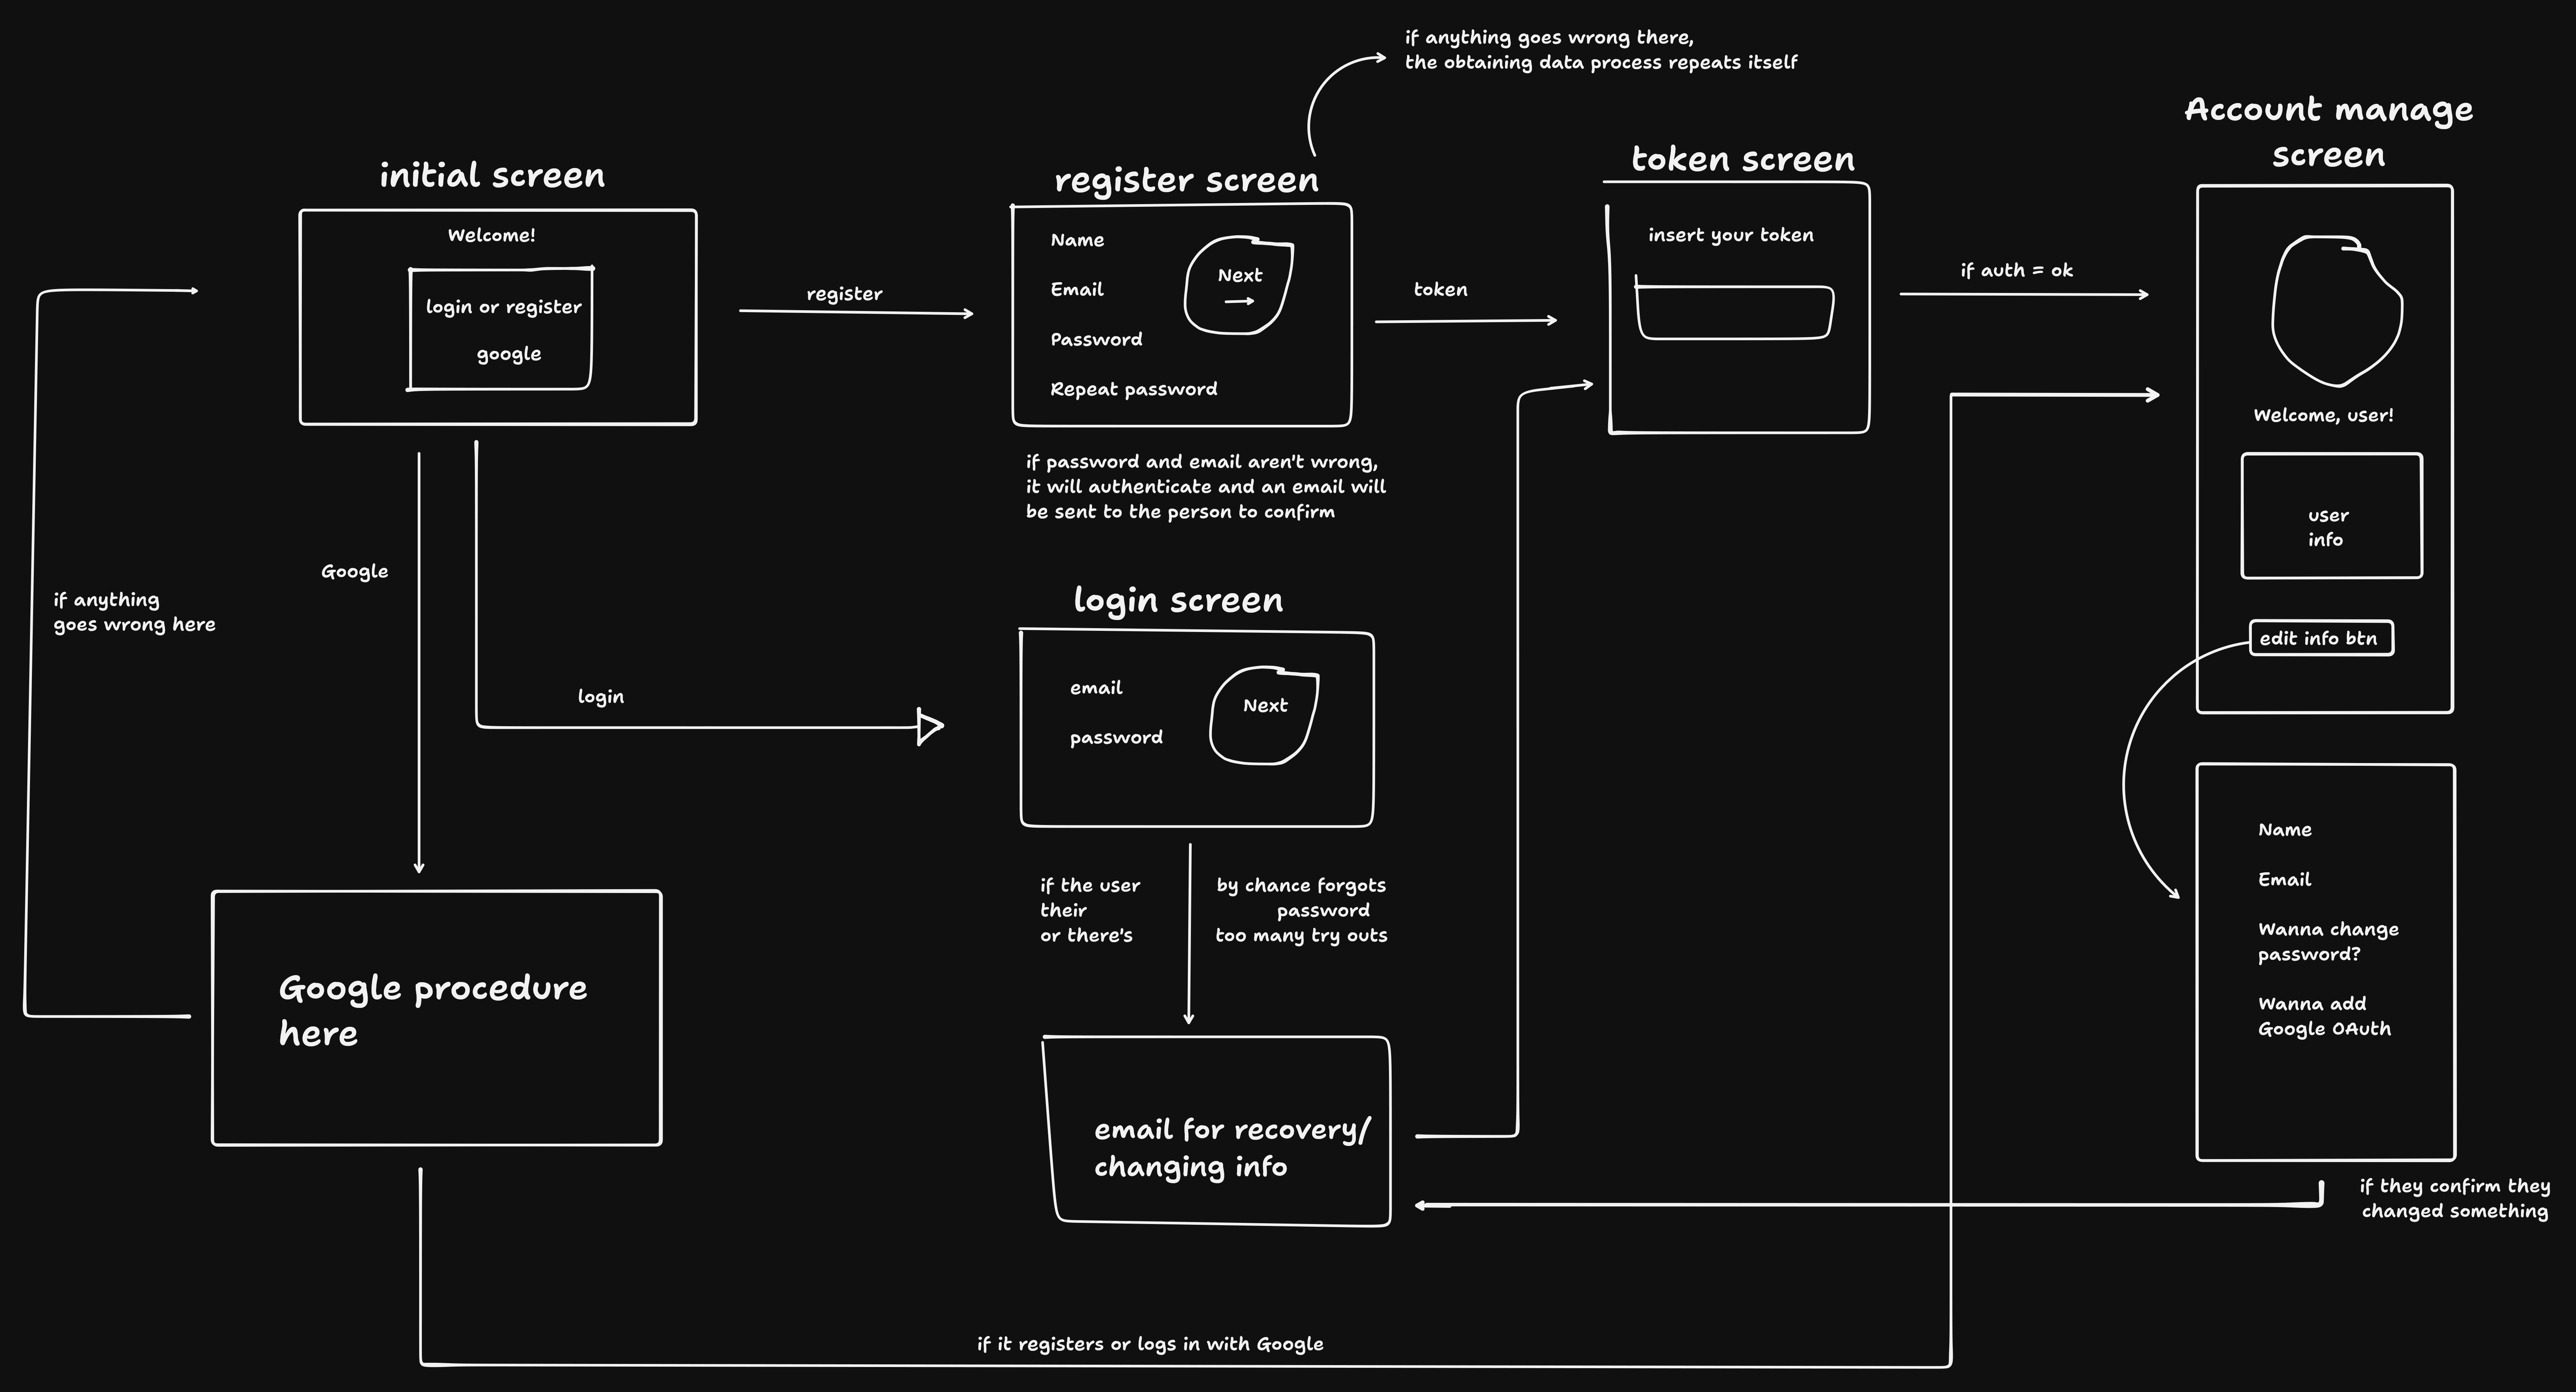 if anything goes wrong there,
the obtaining data process repeats itself
Account manage
screen
initial screen
Welcome!
login or register
google
register
register screen
Name
Email
Password
Repeat password
Next
if password and email aren't wrong,
it will authenticate and an email will
be sent to the person to confirm
token
token screen
insert your token
if auth = ok
Welcome, user!
user
info
edit info btn
if anything
goes wrong here
Google
login
login screen
email
password
Next
if the user by chance forgots
their password
or there's too many try outs
Name
Email
Wanna change
password?
Wanna add
Google OAuth
Google procedure
here
email for recovery/
changing info
if they confirm they
changed something
if it registers or logs in with Google